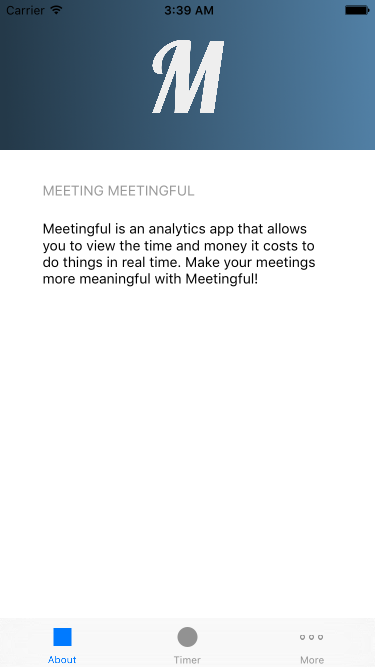 Carrier 3:39 AM
M
MEETING MEETINGFUL
Meetingful is an analytics app that allows
you to view the time and money it costs to
do things in real time. Make your meetings
more meaningful with Meetingful!
About Timer More